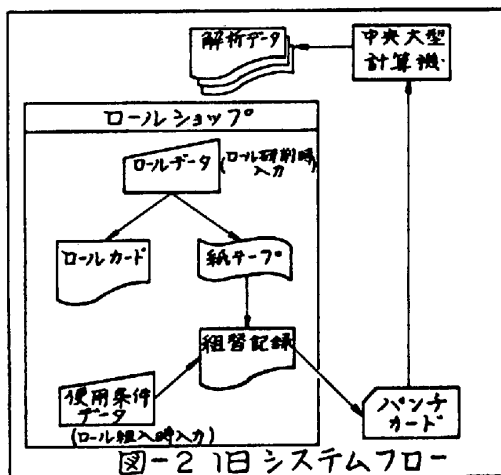 解析データ
中央大型
計算機
ロールショップ
ロールデータ
(ロール研削時
入力)
ロールカード
紙テープ
組替記録
使用条件
データ
(ロール組入時入力)
パンチ
カード
図-2 旧システムフロー